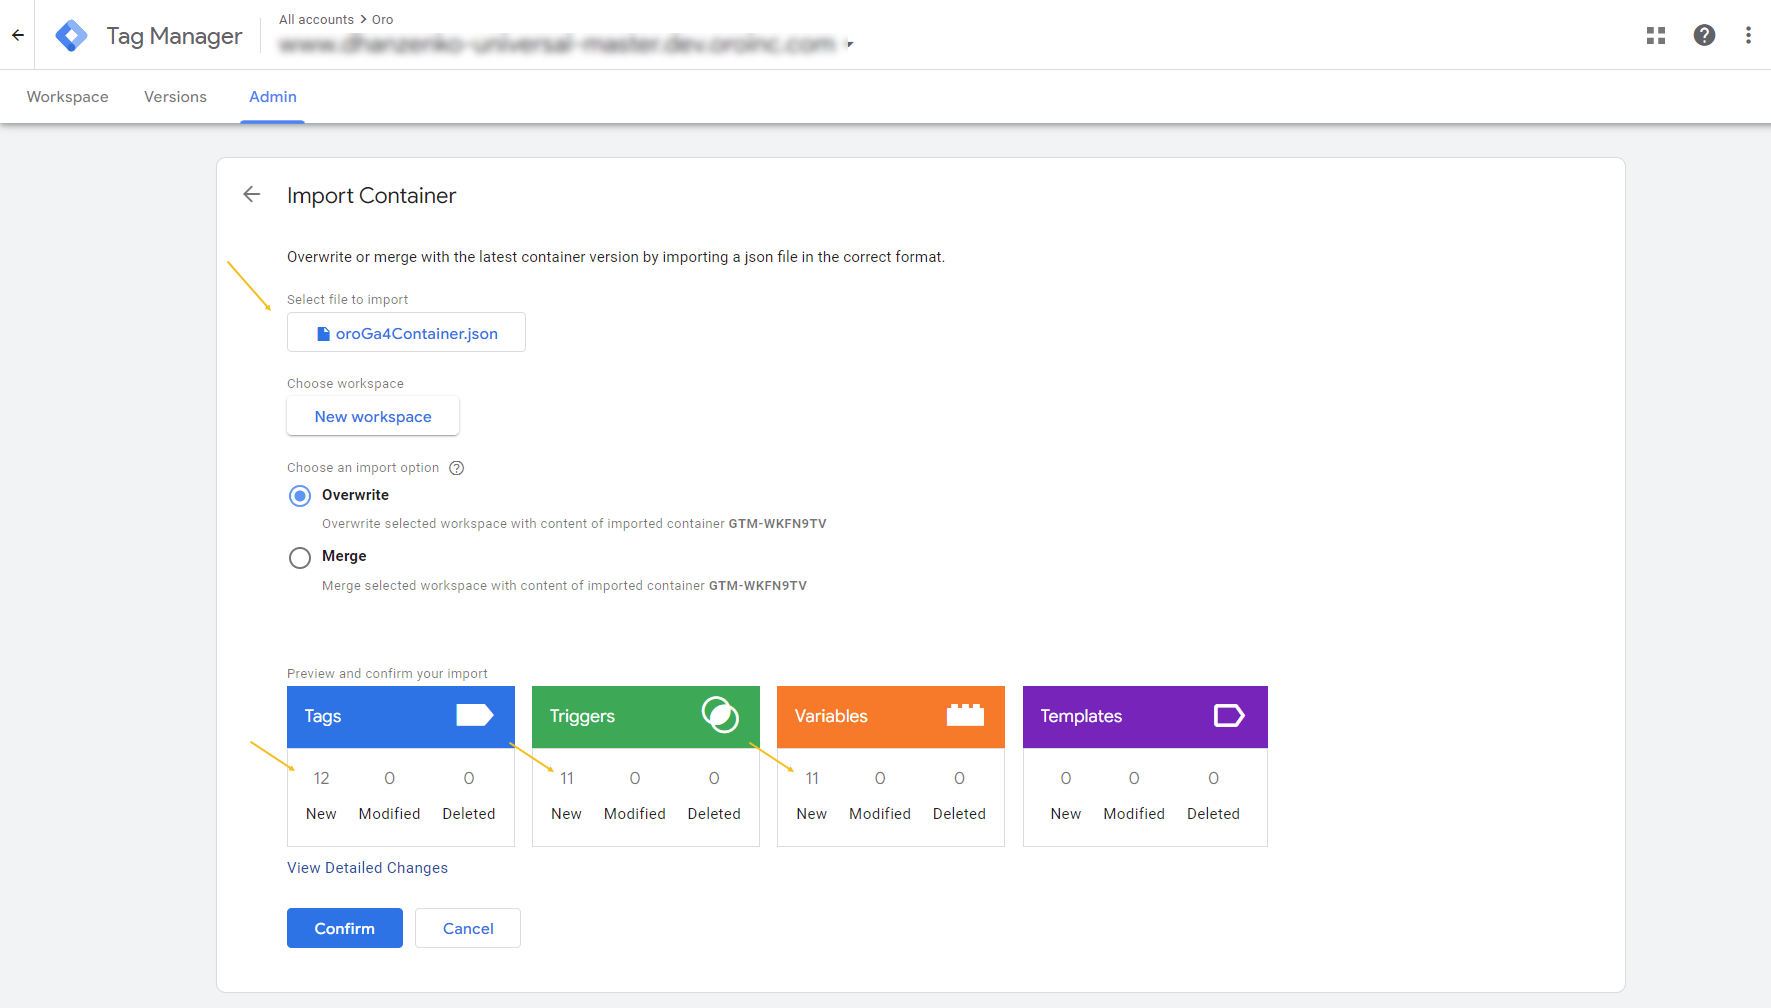 All accounts > Oro
Tag Manager
Workspace Versions Admin
Import Container
Overwrite or merge with the latest container version by importing a json file in the correct format.
Select file to import
oroGa4Container.json
Choose workspace
New workspace
Choose an import option
Overwrite
Overwrite selected workspace with content of imported container GTM-WKFN9TV
Merge
Merge selected workspace with content of imported container GTM-WKFN9TV
Preview and confirm your import
Tags Triggers Variables Templates
12 0 0 11 0 0 11 0 0 0 0 0
New Modified Deleted New Modified Deleted New Modified Deleted New Modified Deleted
View Detailed Changes
Confirm Cancel